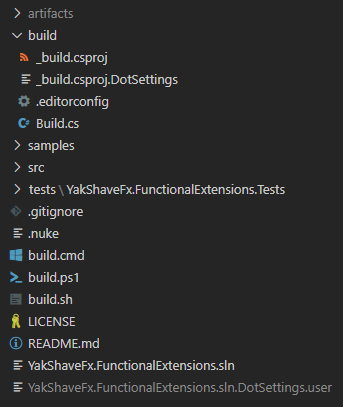 artifacts
build
_build.csproj
_build.csproj.DotSettings
.editorconfig
Build.cs
samples
src
tests \ YakShaveFx.FunctionalExtensions.Tests
.gitignore
.nuke
build.cmd
build.ps1
build.sh
LICENSE
README.md
YakShaveFx.FunctionalExtensions.sln
YakShaveFx.FunctionalExtensions.sln.DotSettings.user